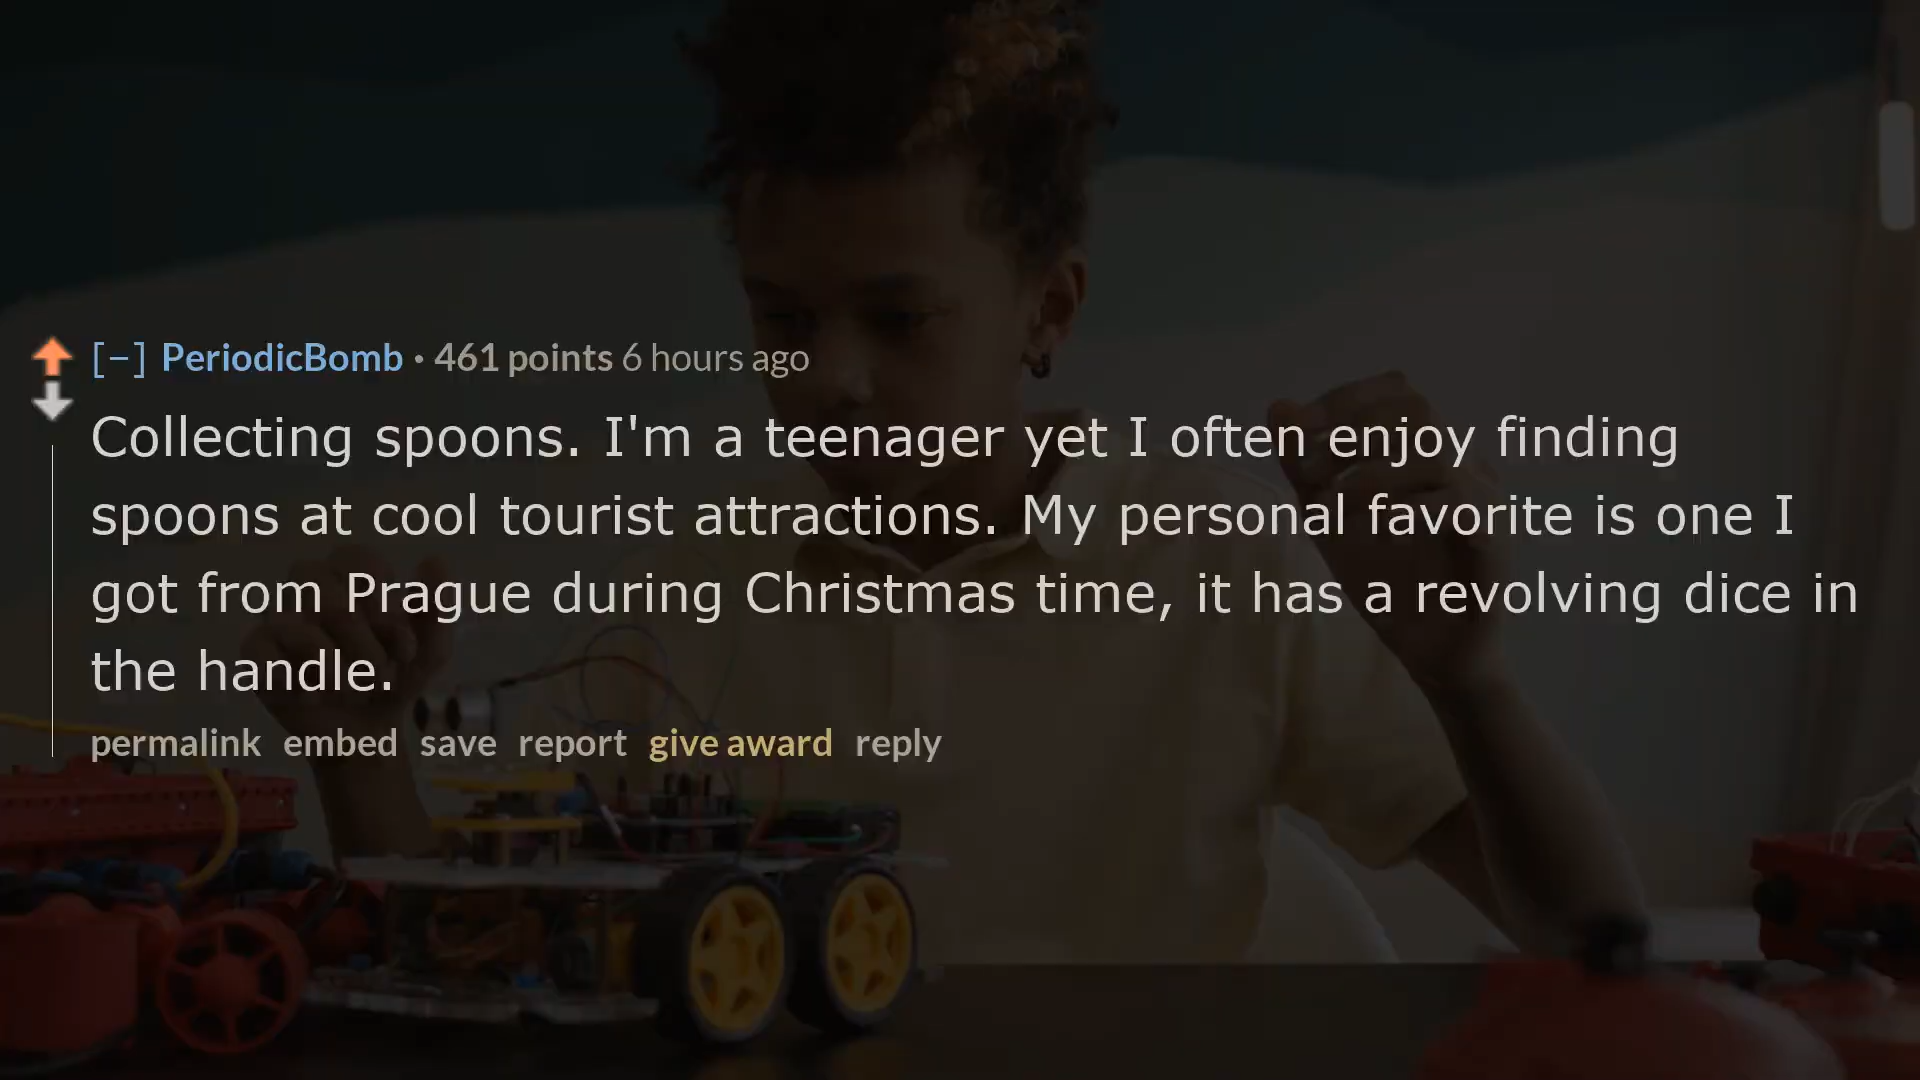 [−] PeriodicBomb • 461 points 6 hours ago
Collecting spoons. I'm a teenager yet I often enjoy finding
spoons at cool tourist attractions. My personal favorite is one I
got from Prague during Christmas time, it has a revolving dice in
the handle.
permalink embed save report give award reply